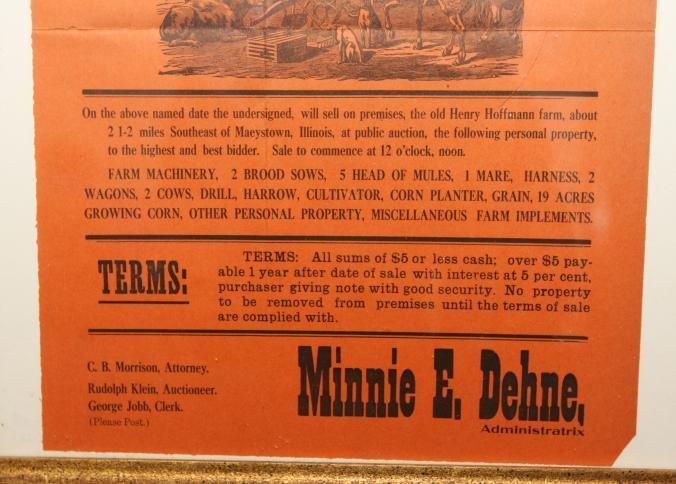 On the above named date the undersigned, will sell on premises, the old Henry Hoffmann farm, about
2 1-2 miles Southeast of Maeystown, Illinois, at public auction, the following personal property,
to the highest and best bidder. Sale to commence at 12 o'clock, noon.
FARM MACHINERY, 2 BROOD SOWS, 5 HEAD OF MULES, 1 MARE, HARNESS, 2
WAGONS, 2 COWS, DRILL, HARROW, CULTIVATOR, CORN PLANTER, GRAIN, 19 ACRES
GROWING CORN, OTHER PERSONAL PROPERTY, MISCELLANEOUS FARM IMPLEMENTS.
TERMS:
TERMS: All sums of $5 or less cash; over $5 pay-
able 1 year after date of sale with interest at 5 per cent,
purchaser giving note with good security. No property
to be removed from premises until the terms of sale
are complied with.
C. B. Morrison, Attorney.
Rudolph Klein, Auctioneer.
George Jobb, Clerk.
(Please Post.)
Minnie E. Dehne,
Administratrix